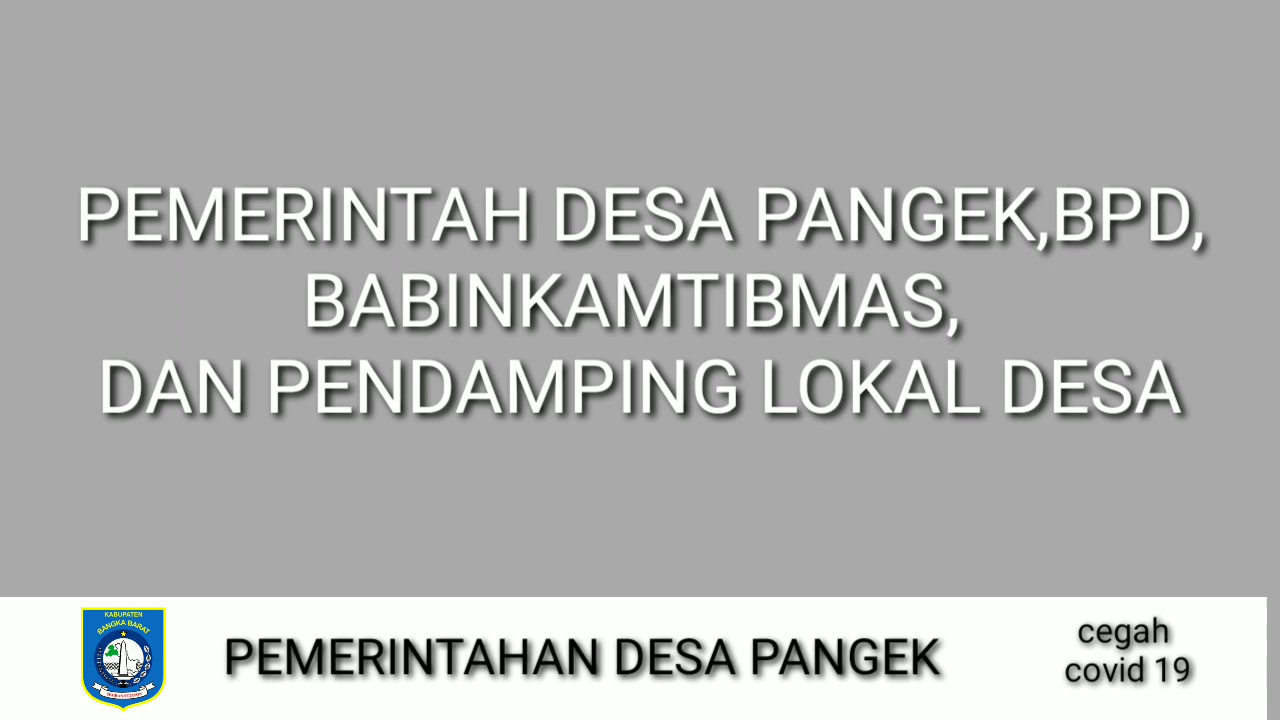 PEMERINTAH DESA PANGEK,BPD,
BABINKAMTIBMAS,
DAN PENDAMPING LOKAL DESA
KABUPATEN
BANGKA BARAT
PEMERINTAHAN DESA PANGEK
cegah
covid 19